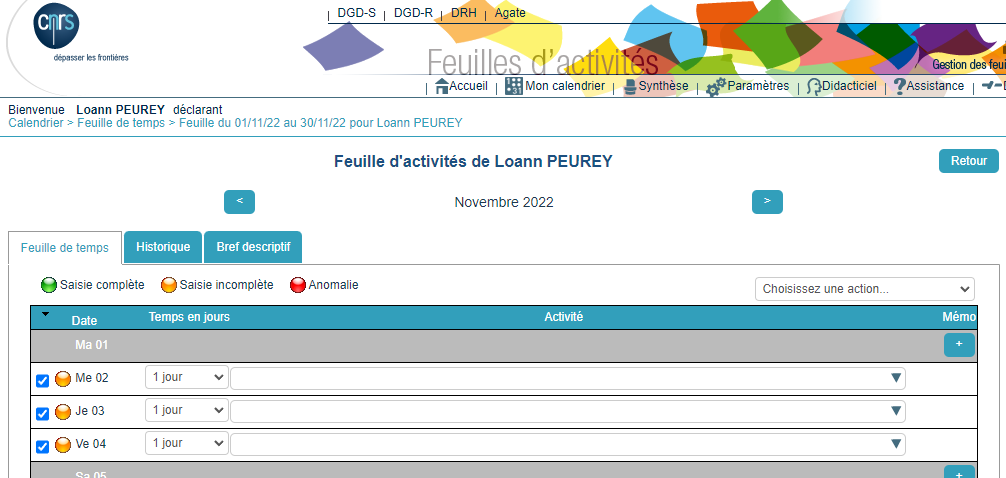 DGD-S | DGD-R | DRH | Agate
cnrs
dépasser les frontières
Feuilles d'activités
Gestion des feui
Accueil | Mon calendrier | Synthèse | Paramètres | Didacticiel | Assistance |
Bienvenue Loann PEUREY déclarant
Calendrier > Feuille de temps > Feuille du 01/11/22 au 30/11/22 pour Loann PEUREY
Feuille d'activités de Loann PEUREY
Retour
< Novembre 2022 >
Feuille de temps Historique Bref descriptif
Saisie complète Saisie incomplète Anomalie
Choisissez une action...
Date Temps en jours Activité Mémo
Ma 01 +
Me 02 1 jour
Je 03 1 jour
Ve 04 1 jour
Sa 05 +